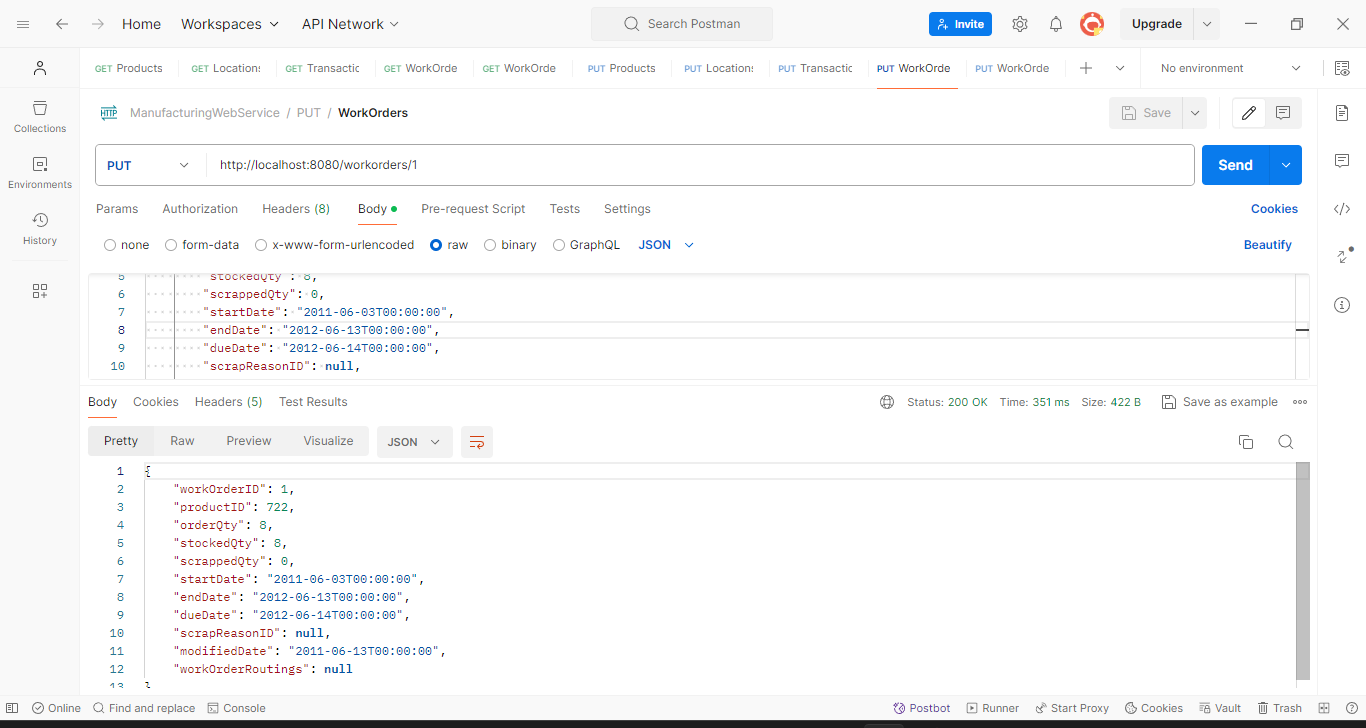 Home Workspaces API Network Search Postman Invite Upgrade
GET Products GET Locations GET Transactic GET WorkOrde GET WorkOrde PUT Products PUT Locations PUT Transactic PUT WorkOrde PUT WorkOrde No environment
HTTP ManufacturingWebService / PUT / WorkOrders Save
Collections
Environments
History
PUT http://localhost:8080/workorders/1 Send
Params Authorization Headers (8) Body Pre-request Script Tests Settings Cookies
none form-data x-www-form-urlencoded raw binary GraphQL JSON Beautify
5 "stockedQty": 8,
6 "scrappedQty": 0,
7 "startDate": "2011-06-03T00:00:00",
8 "endDate": "2012-06-13T00:00:00",
9 "dueDate": "2012-06-14T00:00:00",
10 "scrapReasonID": null,
Body Cookies Headers (5) Test Results Status: 200 OK Time: 351 ms Size: 422 B Save as example
Pretty Raw Preview Visualize JSON
1 {
2 "workOrderID": 1,
3 "productID": 722,
4 "orderQty": 8,
5 "stockedQty": 8,
6 "scrappedQty": 0,
7 "startDate": "2011-06-03T00:00:00",
8 "endDate": "2012-06-13T00:00:00",
9 "dueDate": "2012-06-14T00:00:00",
10 "scrapReasonID": null,
11 "modifiedDate": "2011-06-13T00:00:00",
12 "workOrderRoutings": null
13 }
Online Find and replace Console Postbot Runner Start Proxy Cookies Vault Trash